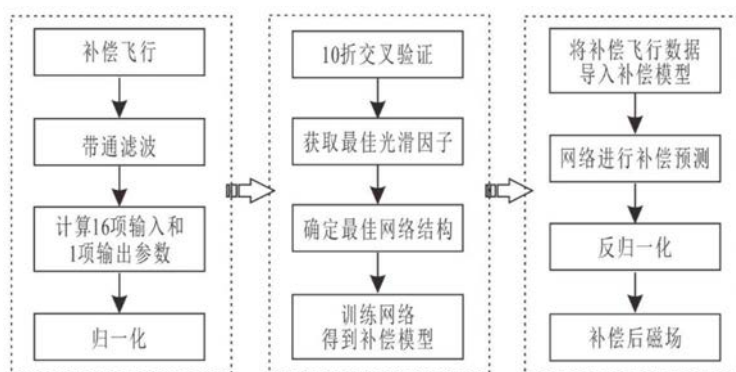 补偿飞行
带通滤波
计算16项输入和
1项输出参数
归一化
10折交叉验证
获取最佳光滑因子
确定最佳网络结构
训练网络
得到补偿模型
将补偿飞行数据
导入补偿模型
网络进行补偿预测
反归一化
补偿后磁场